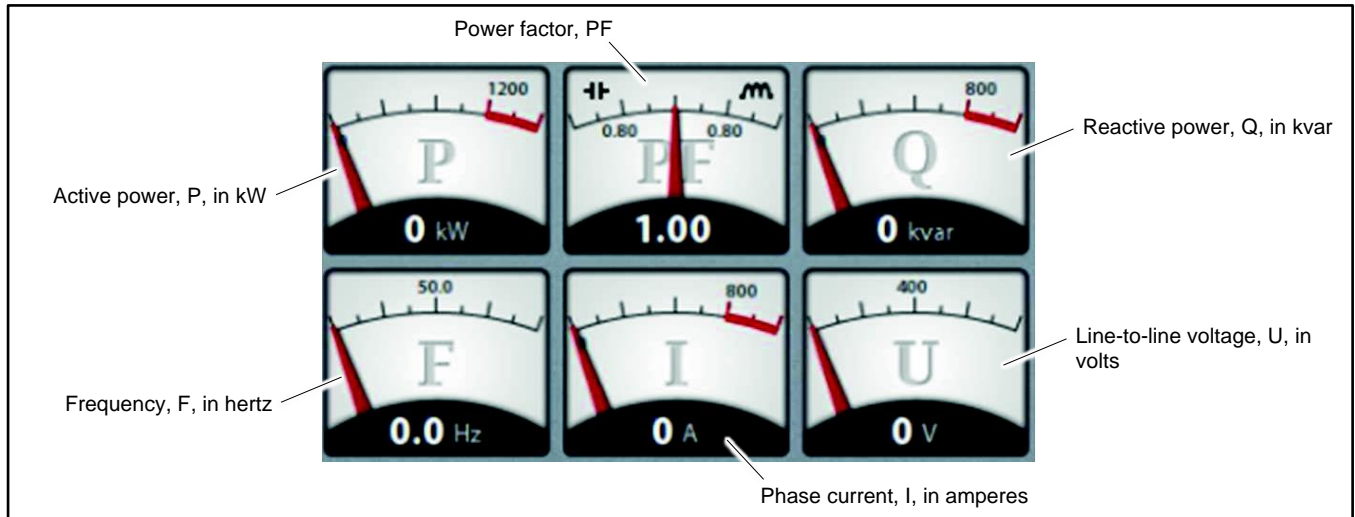 Power factor, PF
1200
800
0.80 0.80
P
PF
Q
Reactive power, Q, in kvar
Active power, P, in kW
0 kW
1.00
0 kvar
50.0
800
400
F
I
U
Line-to-line voltage, U, in
volts
Frequency, F, in hertz
0.0 Hz
0 A
0 V
Phase current, I, in amperes